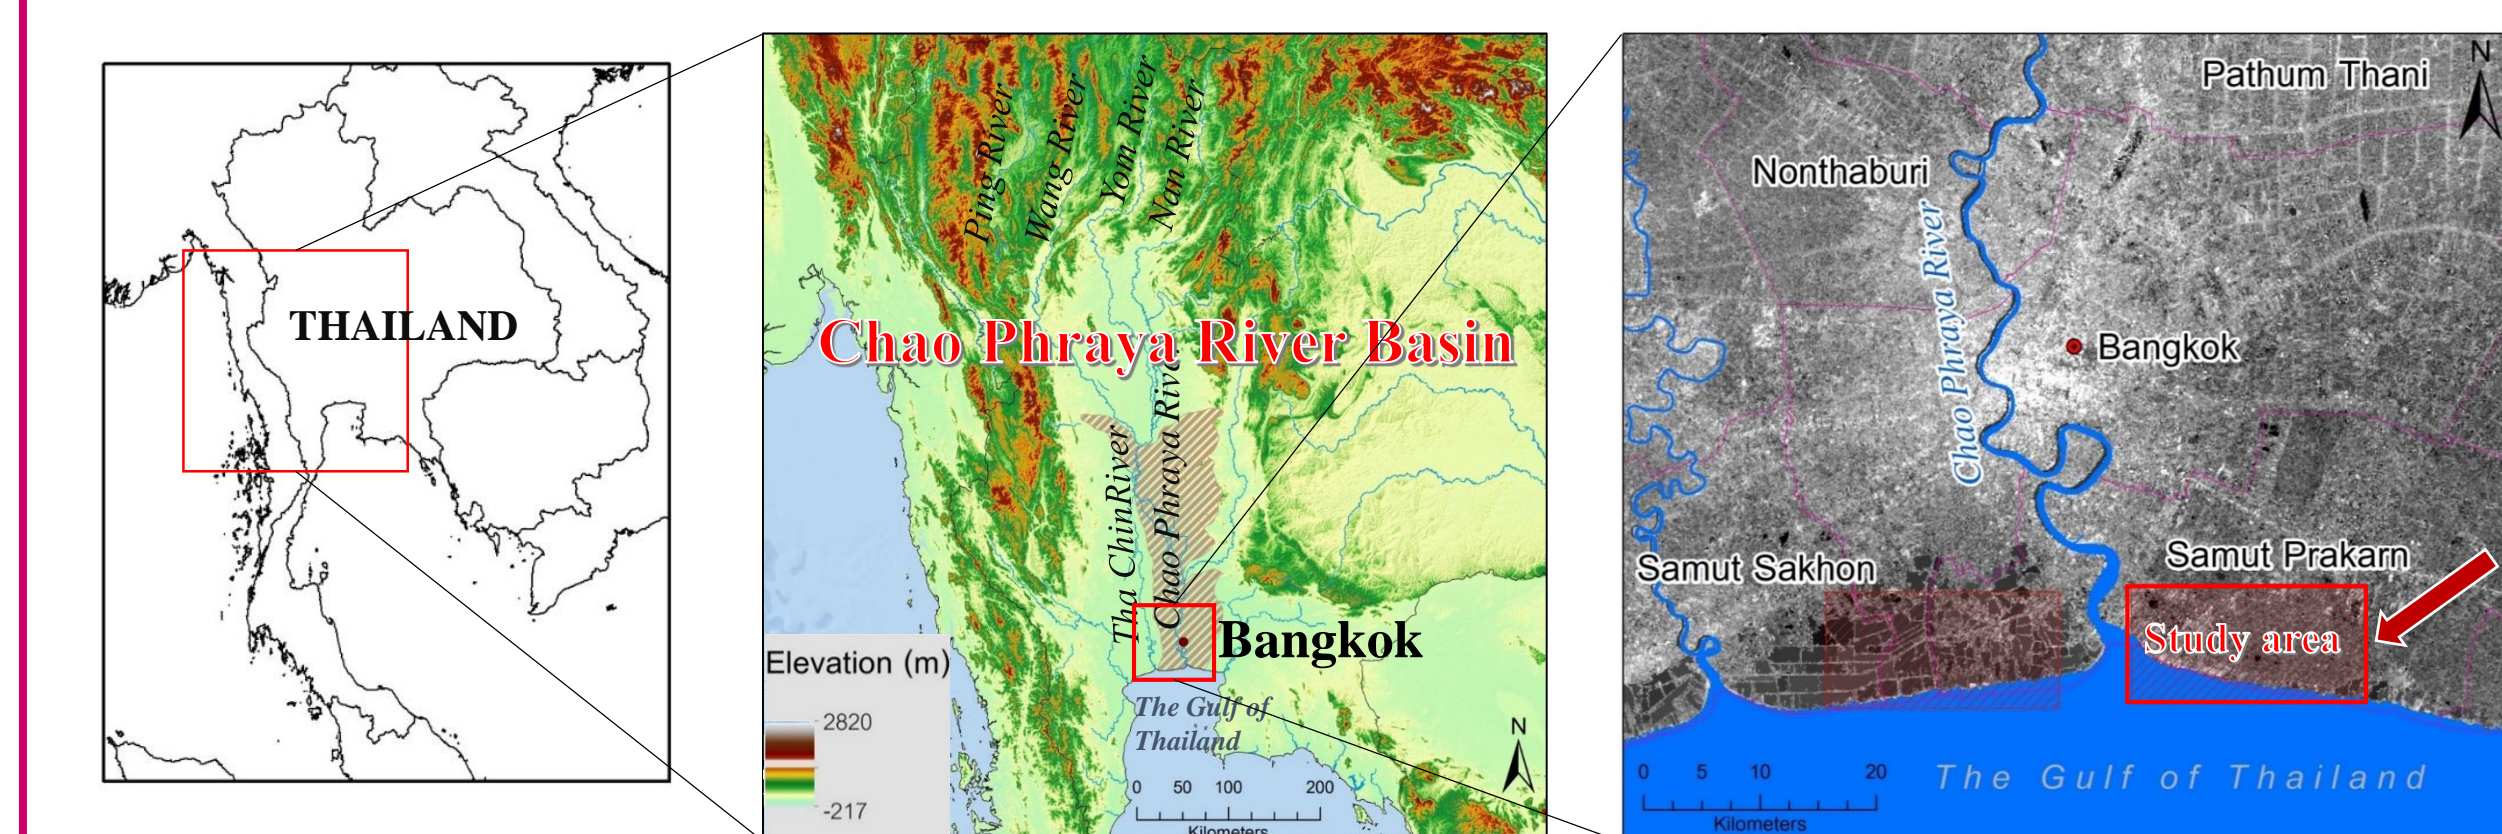 THAILAND
Ping River
Wang River
Yom River
Nan River
Chao Phraya River Basin
Tha ChinRiver
Chao Phraya River
Bangkok
The Gulf of
Thailand
Elevation (m)
2820
-217
N
0 50 100 200
Kilometers
N
Pathum Thani
Nonthaburi
Chao Phraya River
Bangkok
Samut Sakhon
Samut Prakarn
Study area
0 5 10 20
Kilometers
The Gulf of Thailand